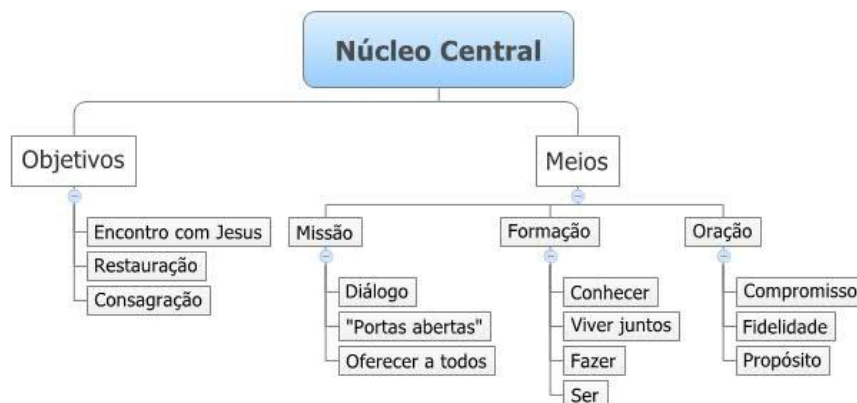 Núcleo Central
Objetivos
Meios
Encontro com Jesus
Restauração
Consagração
Missão
Diálogo
"Portas abertas"
Oferecer a todos
Formação
Conhecer
Viver juntos
Fazer
Ser
Oração
Compromisso
Fidelidade
Propósito